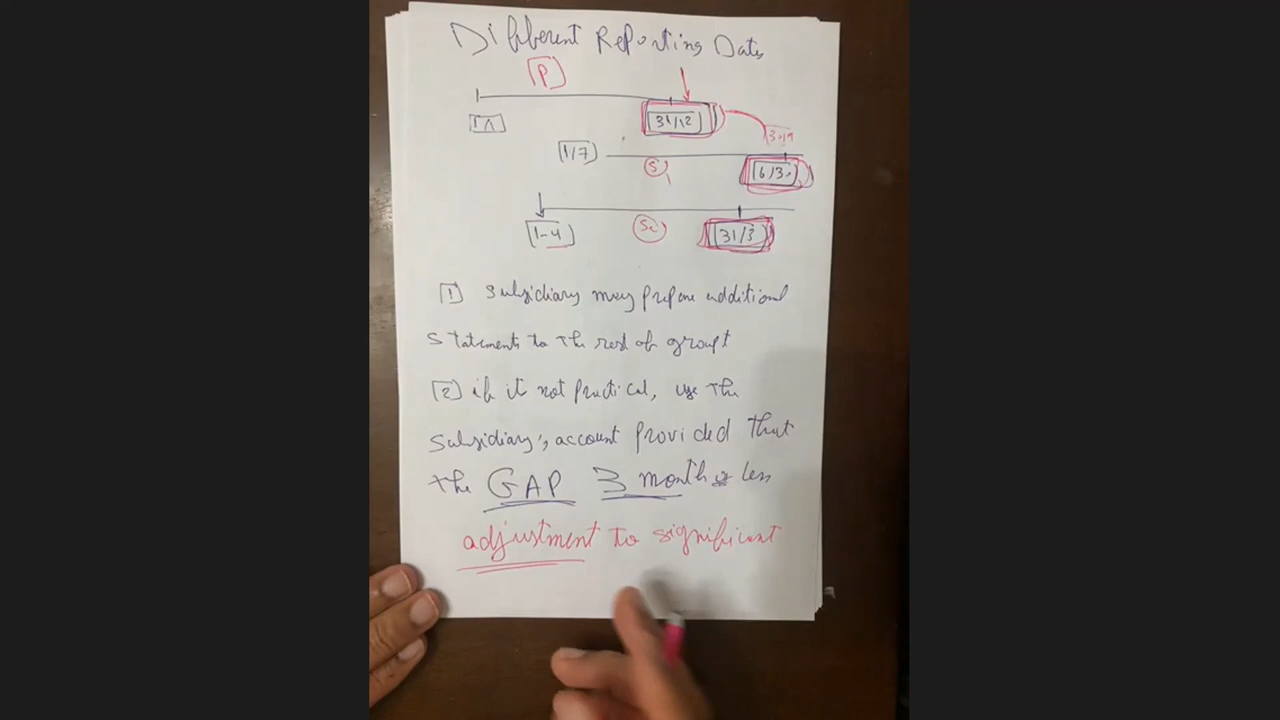 Different Reporting Dates
P
1/1
31/12
30/9
1/7
S
6/30
1-4
S2
31/3
[1] Subsidiary may prepare additional
Statements to the rest of group
[2] if it not practical, use the
subsidiary's account provided that
the GAP 3 month or less
adjustment to significant